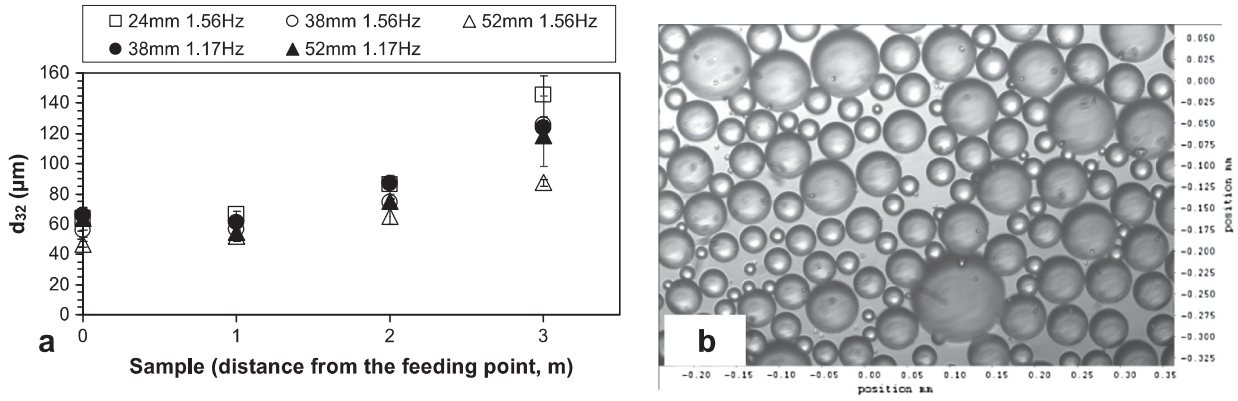 24mm 1.56Hz 38mm 1.56Hz 52mm 1.56Hz
38mm 1.17Hz 52mm 1.17Hz
160
140
120
100
80
60
40
20
0
d32 (µm)
0 1 2 3
Sample (distance from the feeding point, m)
a
0.050
0.025
0.000
-0.025
-0.050
-0.075
-0.100
-0.125
-0.150
-0.175
-0.200
-0.225
-0.250
-0.275
-0.300
-0.325
position mm
-0.20 -0.15 -0.10 -0.05 0.00 0.05 0.10 0.15 0.20 0.25 0.30 0.35
position mm
b